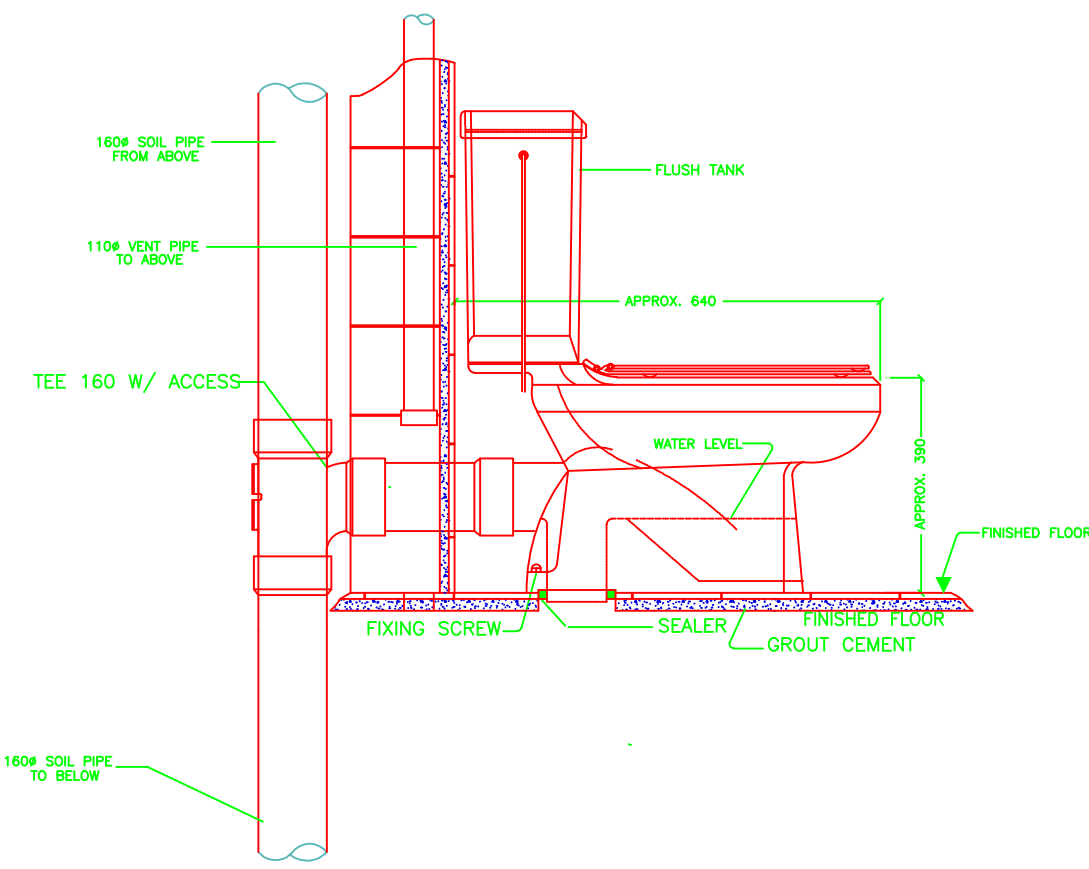 160ø SOIL PIPE
FROM ABOVE
FLUSH TANK
110ø VENT PIPE
TO ABOVE
APPROX. 640
TEE 160 W/ ACCESS
WATER LEVEL
APPROX. 390
FINISHED FLOOR
FIXING SCREW
SEALER
FINISHED FLOOR
GROUT CEMENT
160ø SOIL PIPE
TO BELOW